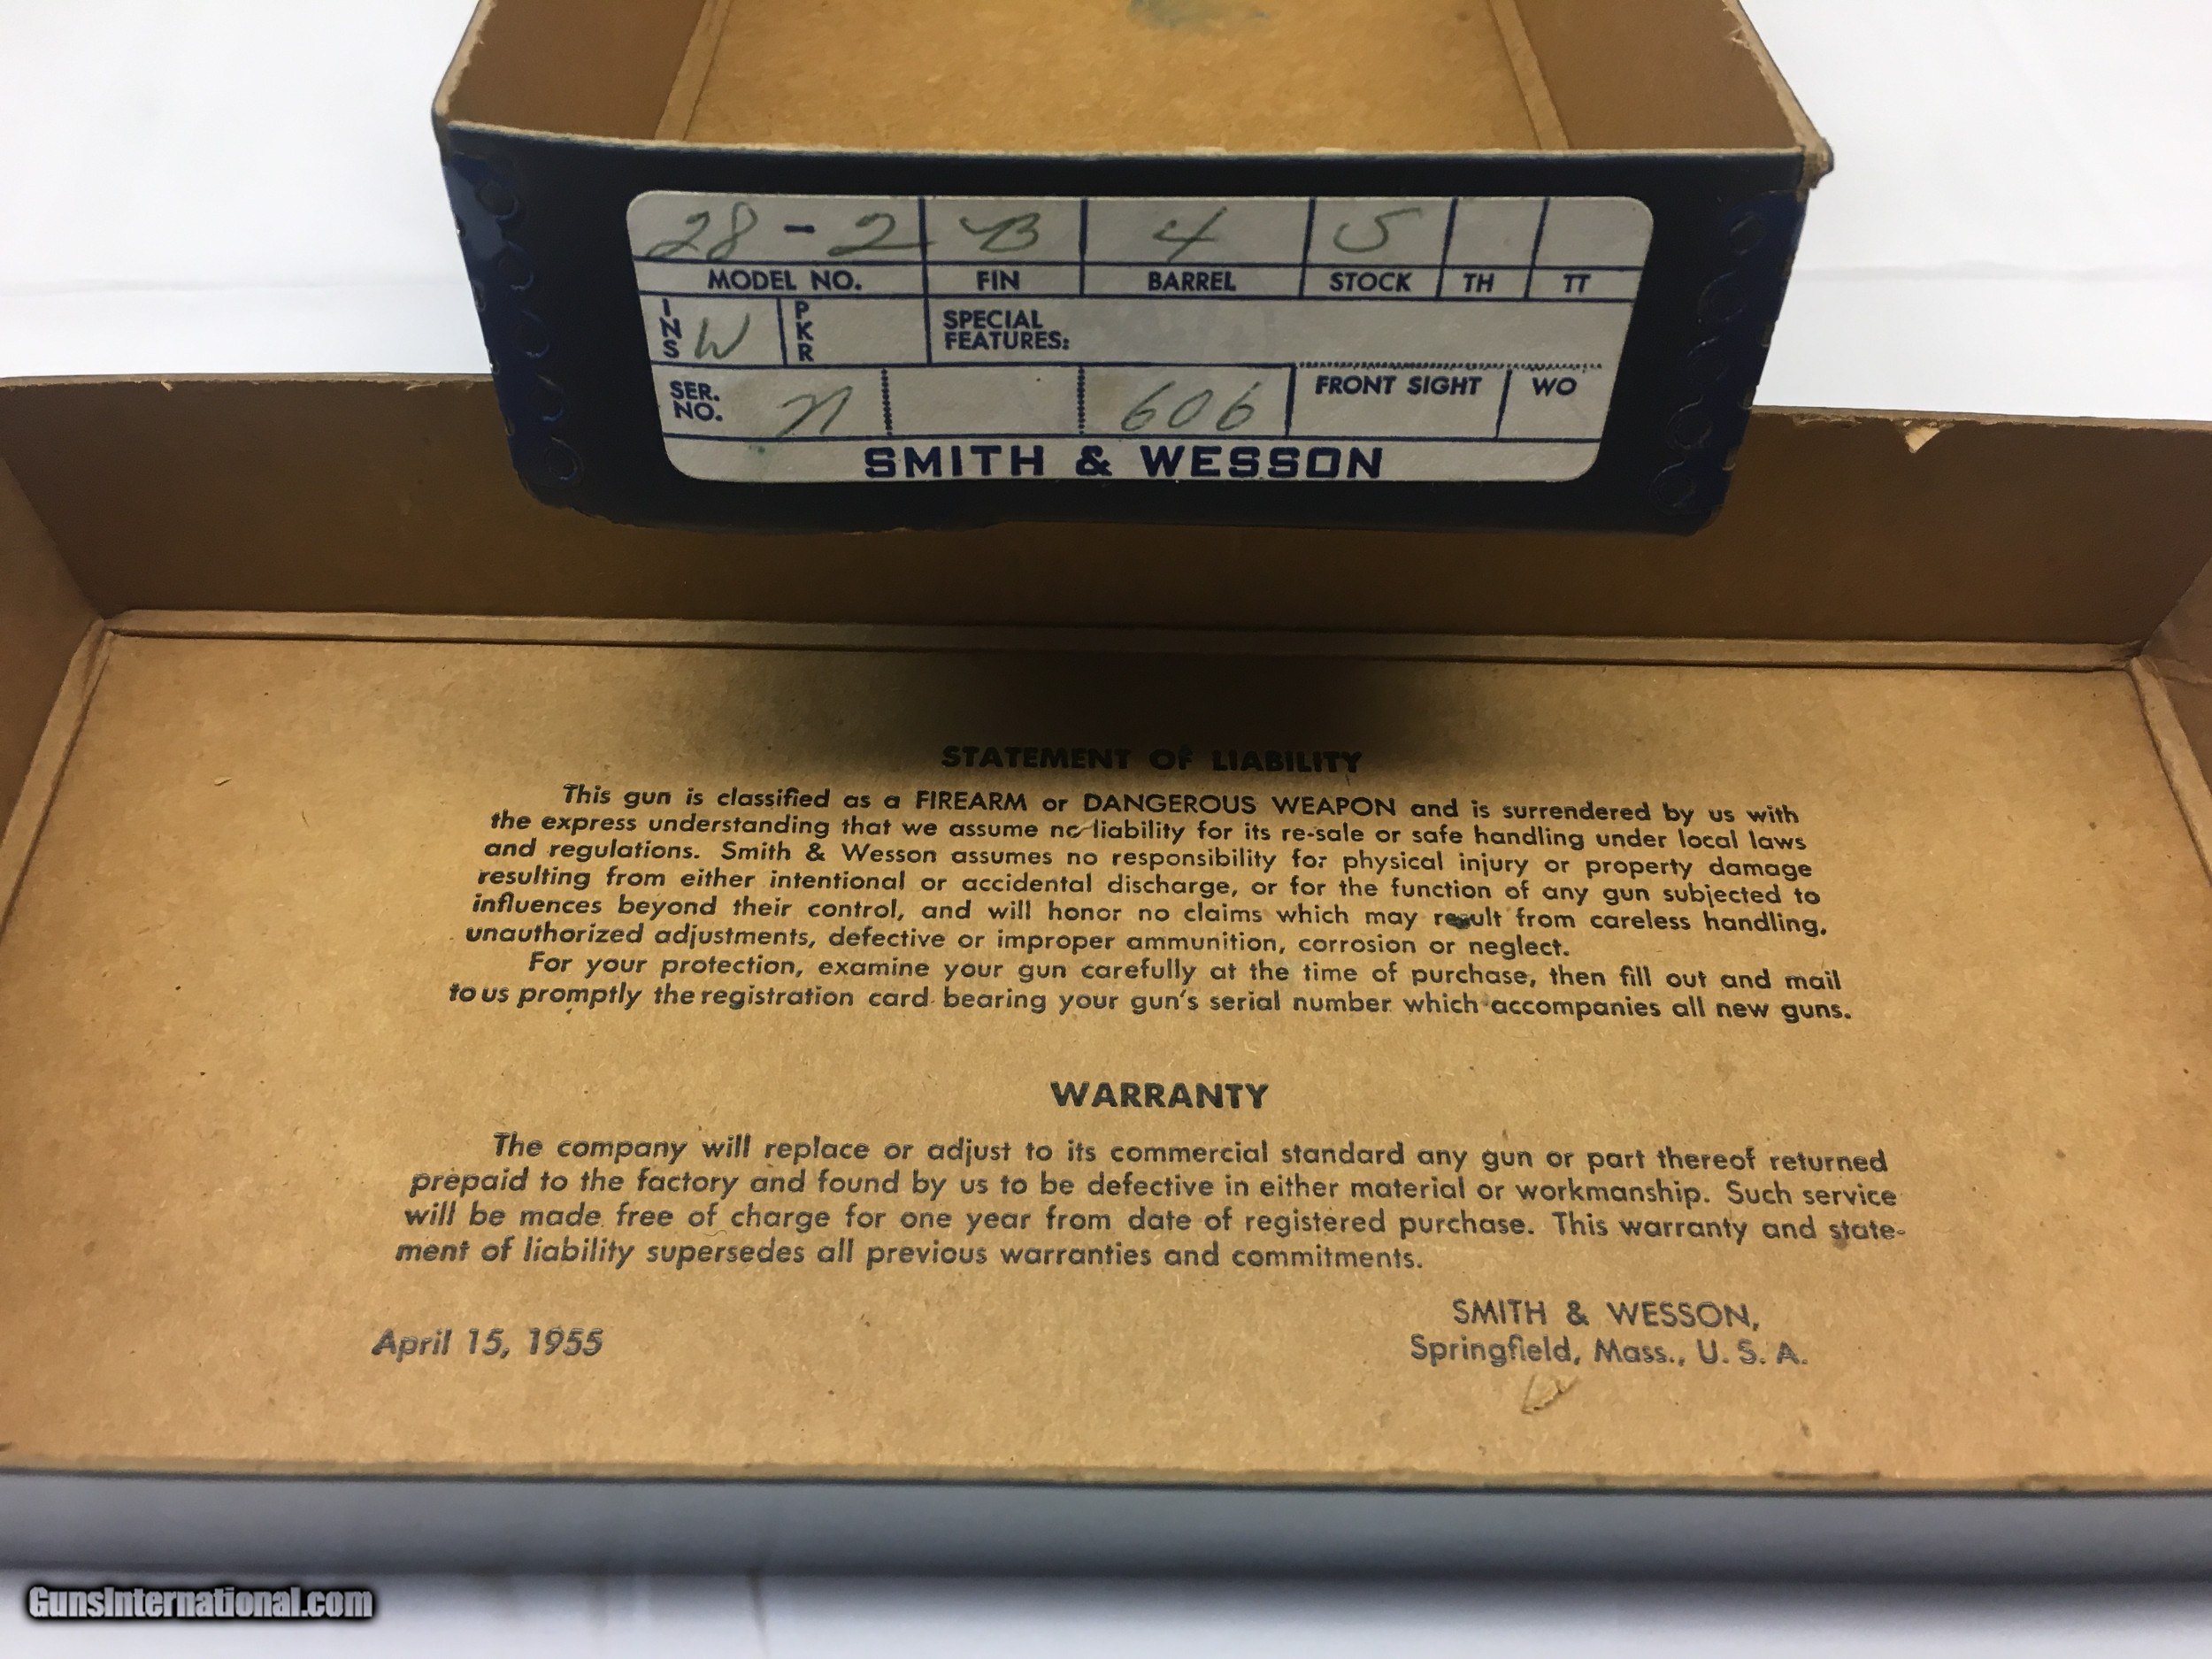 28-2 B 4 S
MODEL NO. FIN BARREL STOCK TH TT
INS W PKR SPECIAL
FEATURES:
SER.
NO. N 606 FRONT SIGHT WO
SMITH & WESSON
STATEMENT OF LIABILITY
This gun is classified as a FIREARM or DANGEROUS WEAPON and is surrendered by us with
the express understanding that we assume no liability for its re-sale or safe handling under local laws
and regulations. Smith & Wesson assumes no responsibility for physical injury or property damage
resulting from either intentional or accidental discharge, or for the function of any gun subjected to
influences beyond their control, and will honor no claims which may result from careless handling,
unauthorized adjustments, defective or improper ammunition, corrosion or neglect.
For your protection, examine your gun carefully at the time of purchase, then fill out and mail
to us promptly the registration card bearing your gun's serial number which accompanies all new guns.
WARRANTY
The company will replace or adjust to its commercial standard any gun or part thereof returned
prepaid to the factory and found by us to be defective in either material or workmanship. Such service
will be made free of charge for one year from date of registered purchase. This warranty and state-
ment of liability supersedes all previous warranties and commitments.
SMITH & WESSON,
April 15, 1955 Springfield, Mass., U. S. A.
GunsInternational.com